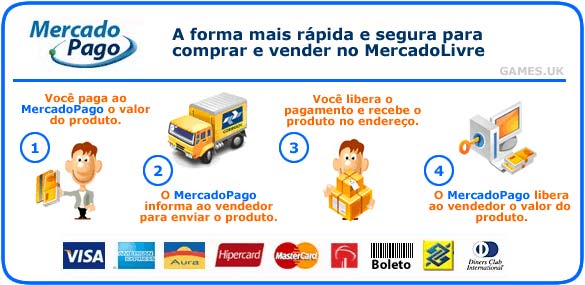 Mercado
Pago
A forma mais rápida e segura para
comprar e vender no MercadoLivre
GAMES.UK
Você paga ao
MercadoPago o valor
do produto.
1
2
O MercadoPago
informa ao vendedor
para enviar o produto.
Você libera o
pagamento e recebe o
produto no endereço.
3
4
O MercadoPago libera
ao vendedor o valor do
produto.
VISA
AMERICAN
EXPRESS
Aura
Hipercard
MasterCard
Boleto
Diners Club
International